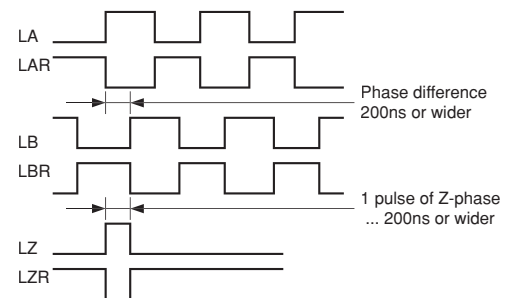 LA
LAR
Phase difference
200ns or wider
LB
LBR
1 pulse of Z-phase
... 200ns or wider
LZ
LZR